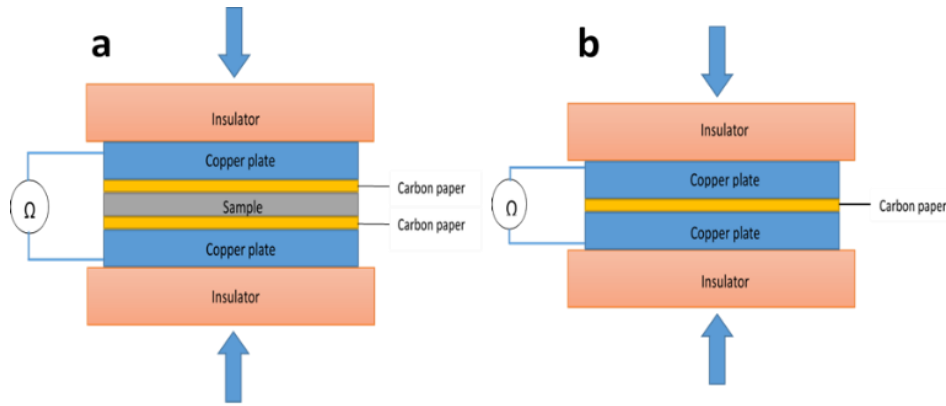 a
Insulator
Copper plate
Carbon paper
Sample
Ω
Carbon paper
Copper plate
Insulator
b
Insulator
Copper plate
Ω
Carbon paper
Copper plate
Insulator